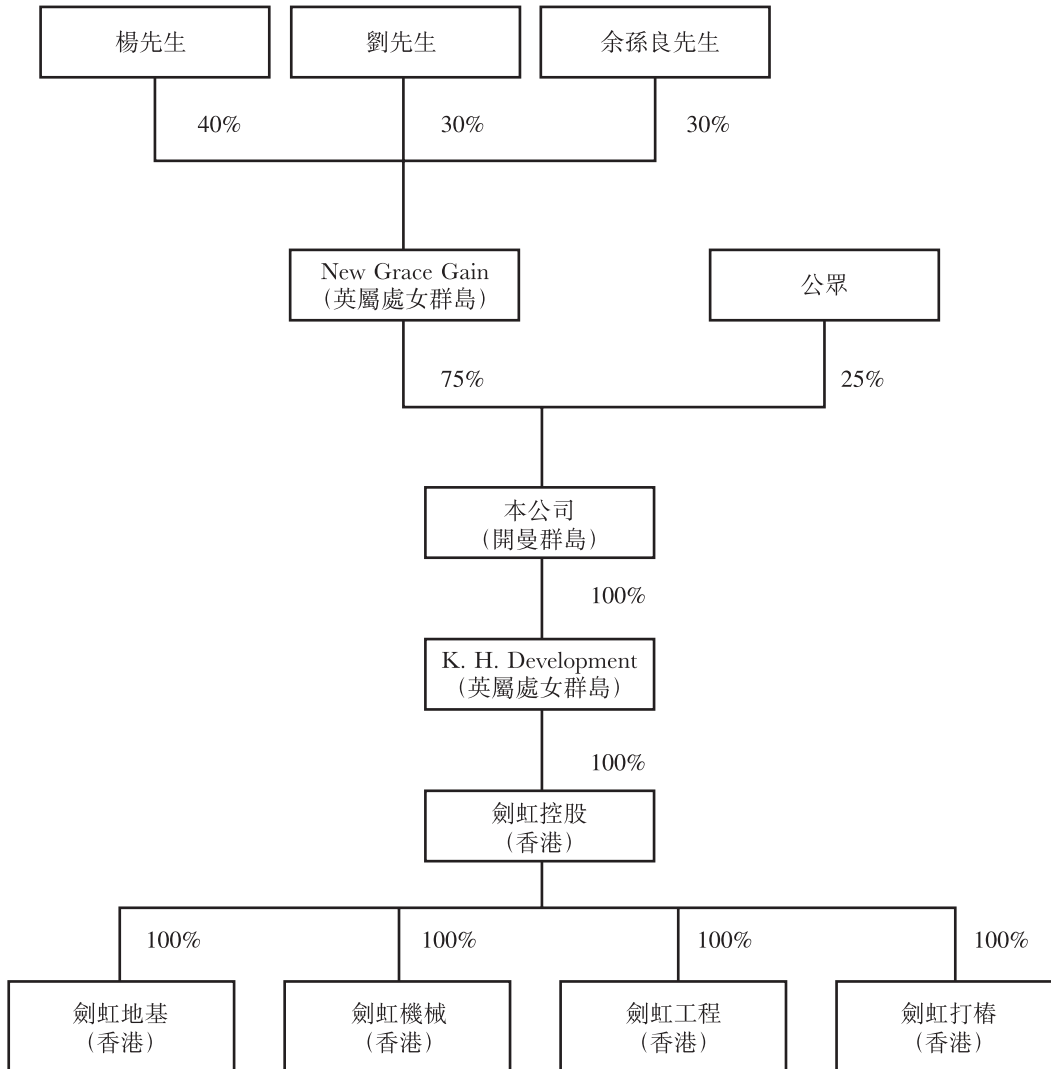 楊先生
劉先生
余孫良先生
40%
30%
30%
New Grace Gain
（英屬處女群島）
公眾
75%
25%
本公司
（開曼群島）
100%
K. H. Development
（英屬處女群島）
100%
劍虹控股
（香港）
100%
100%
100%
100%
劍虹地基
（香港）
劍虹機械
（香港）
劍虹工程
（香港）
劍虹打樁
（香港）